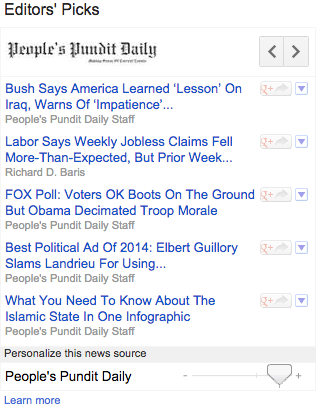 Editors' Picks
People's Pundit Daily
Making Sense Of Current Events
Bush Says America Learned ‘Lesson’ On
Iraq, Warns Of ‘Impatience’...
People's Pundit Daily Staff
Labor Says Weekly Jobless Claims Fell
More-Than-Expected, But Prior Week...
Richard D. Baris
FOX Poll: Voters OK Boots On The Ground
But Obama Decimated Troop Morale
People's Pundit Daily Staff
Best Political Ad Of 2014: Elbert Guillory
Slams Landrieu For Using...
People's Pundit Daily Staff
What You Need To Know About The
Islamic State In One Infographic
People's Pundit Daily Staff
Personalize this news source
People's Pundit Daily - +
Learn more